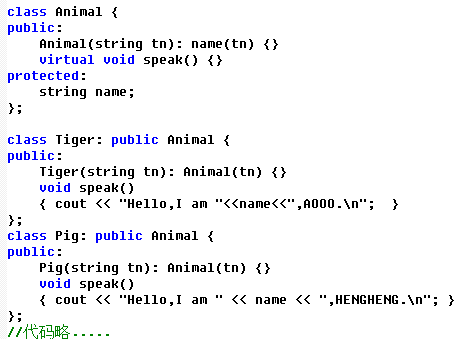 class Animal {
public:
    Animal(string tn): name(tn) {}
    virtual void speak() {}
protected:
    string name;
};

class Tiger: public Animal {
public:
    Tiger(string tn): Animal(tn) {}
    void speak()
    { cout << "Hello,I am "<<name<<",AOOO.\n";  }
};
class Pig: public Animal {
public:
    Pig(string tn): Animal(tn) {}
    void speak()
    { cout << "Hello,I am " << name << ",HENGHENG.\n"; }
};
//代码略.....